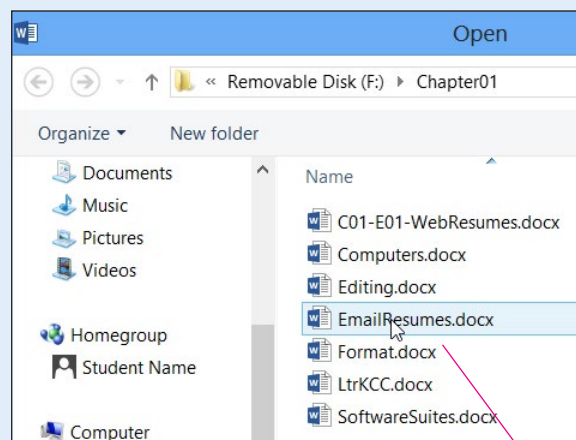 Open
« Removable Disk (F:) Chapter01
Organize New folder
Documents
Music
Pictures
Videos
Homegroup
Student Name
Computer
Name
C01-E01-WebResumes.docx
Computers.docx
Editing.docx
EmailResumes.docx
Format.docx
LtrKCC.docx
SoftwareSuites.docx